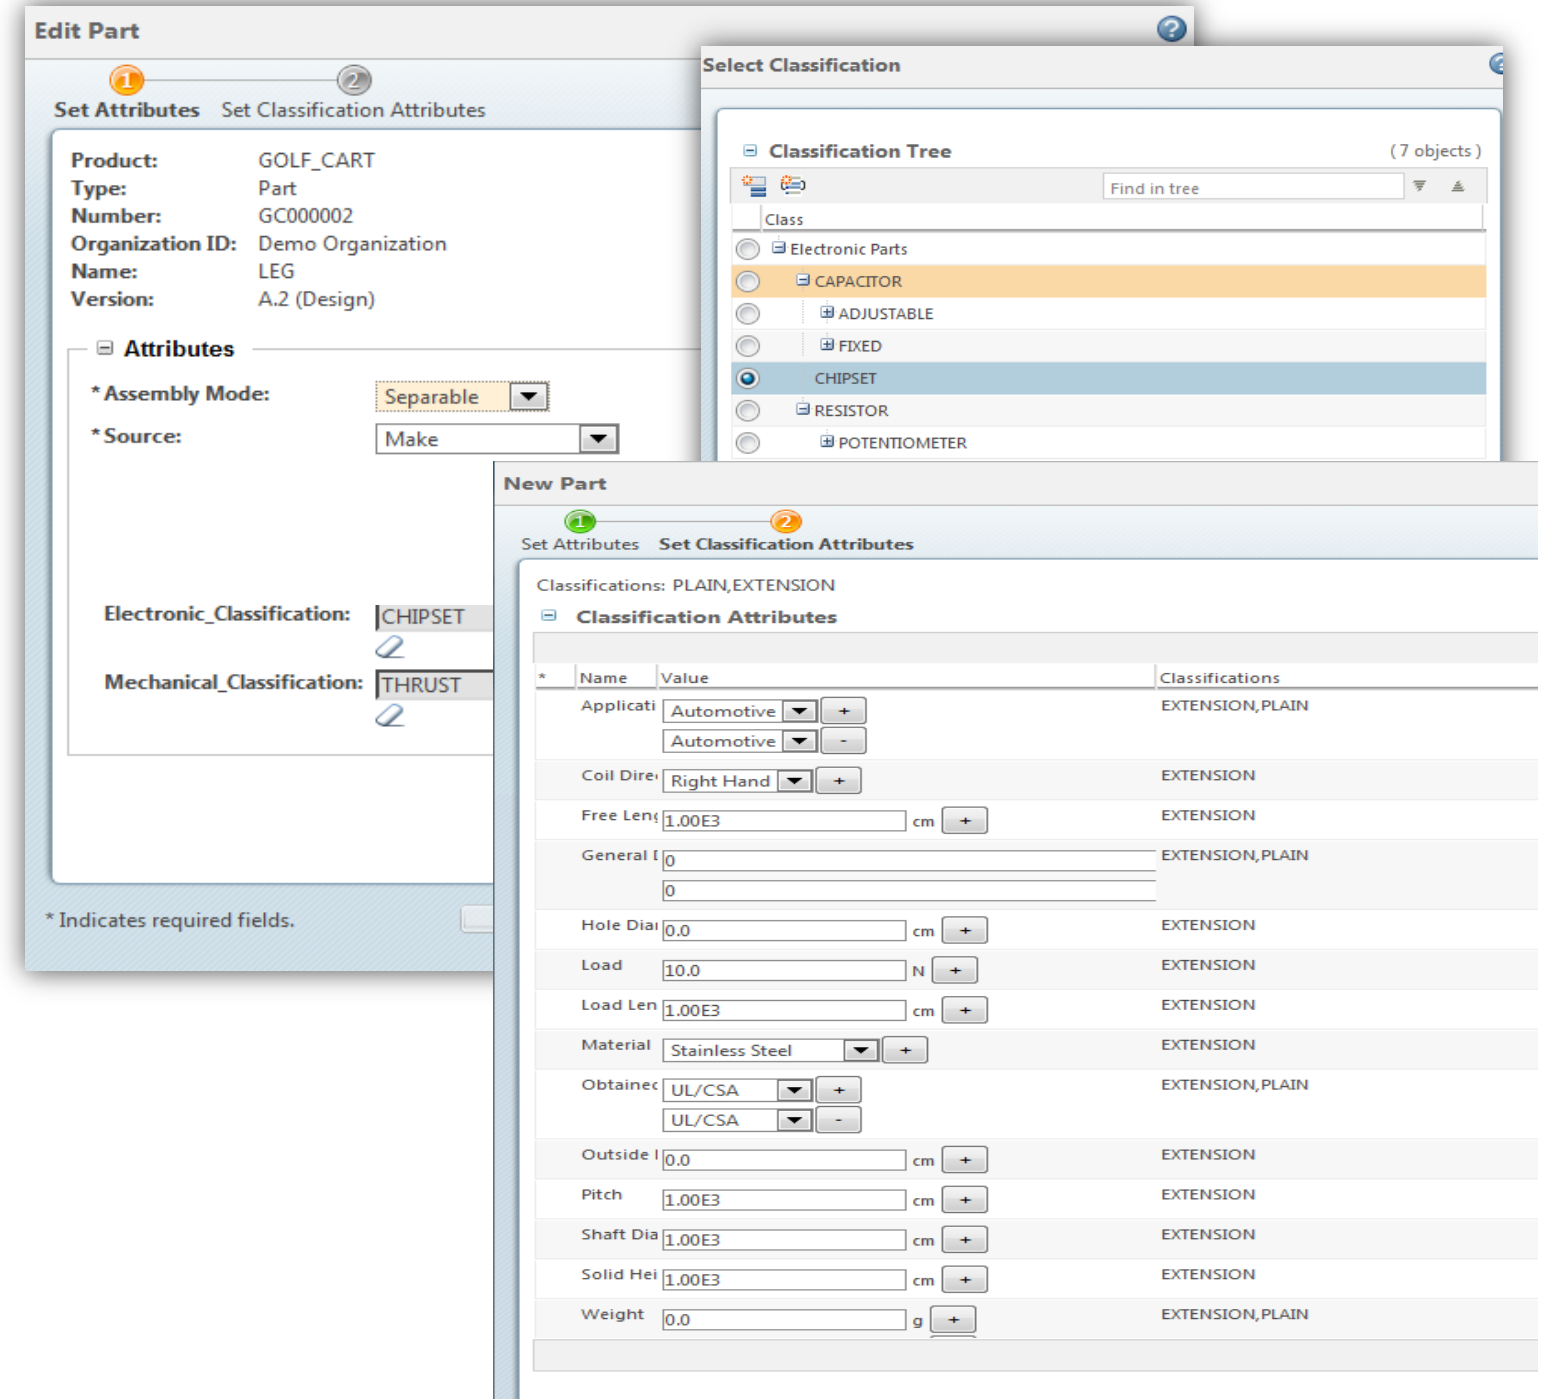 Edit Part
1 2
Set Attributes Set Classification Attributes
Product: GOLF_CART
Type: Part
Number: GC000002
Organization ID: Demo Organization
Name: LEG
Version: A.2 (Design)
Attributes
* Assembly Mode: Separable
* Source: Make
Electronic_Classification: CHIPSET
Mechanical_Classification: THRUST
* Indicates required fields.
Select Classification
Classification Tree (7 objects)
Find in tree
Class
Electronic Parts
CAPACITOR
ADJUSTABLE
FIXED
CHIPSET
RESISTOR
POTENTIOMETER
New Part
1 2
Set Attributes Set Classification Attributes
Classifications: PLAIN,EXTENSION
Classification Attributes
* Name Value Classifications
Applicati Automotive + EXTENSION,PLAIN
Automotive -
Coil Dire Right Hand + EXTENSION
Free Leng 1.00E3 cm + EXTENSION
General 0 EXTENSION,PLAIN
0
Hole Dia 0.0 cm + EXTENSION
Load 10.0 N + EXTENSION
Load Len 1.00E3 cm + EXTENSION
Material Stainless Steel + EXTENSION
Obtained UL/CSA + EXTENSION,PLAIN
UL/CSA -
Outside 0.0 cm + EXTENSION
Pitch 1.00E3 cm + EXTENSION
Shaft Dia 1.00E3 cm + EXTENSION
Solid Hei 1.00E3 cm + EXTENSION
Weight 0.0 g + EXTENSION,PLAIN